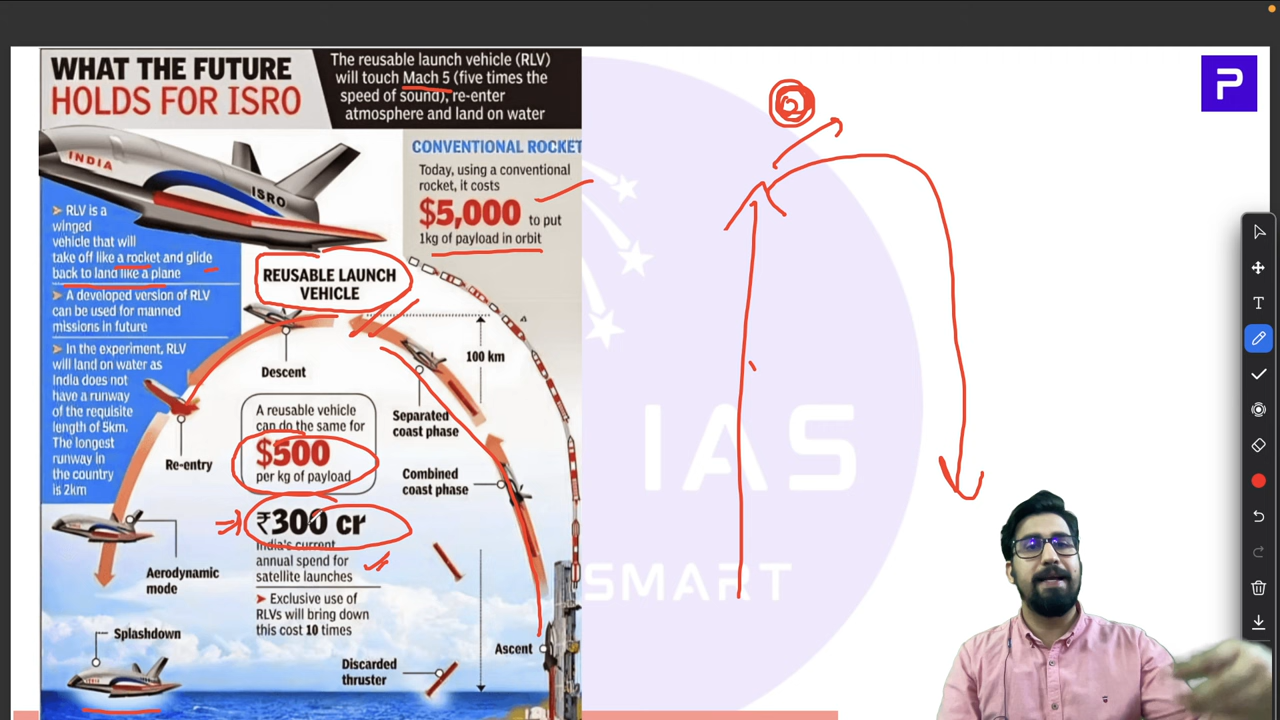 WHAT THE FUTURE
HOLDS FOR ISRO
The reusable launch vehicle (RLV)
will touch Mach 5 (five times the
speed of sound), re-enter
atmosphere and land on water
P
CONVENTIONAL ROCKET
Today, using a conventional
rocket, it costs
$5,000 to put
1kg of payload in orbit
INDIA
ISRO
➤ RLV is a
winged
vehicle that will
take off like a rocket and glide
back to land like a plane
➤ A developed version of RLV
can be used for manned
missions in future
➤ In the experiment, RLV
will land on water as
India does not
have a runway
of the requisite
length of 5km.
The longest
runway in
the country
is 2km
REUSABLE LAUNCH
VEHICLE
100 km
Descent
Separated
coast phase
A reusable vehicle
can do the same for
$500
per kg of payload
Re-entry
Combined
coast phase
₹300 cr
India's current
annual spend for
satellite launches
➤ Exclusive use of
RLVs will bring down
this cost 10 times
Aerodynamic
mode
Splashdown
Discarded
thruster
Ascent
IAS
SMART
T